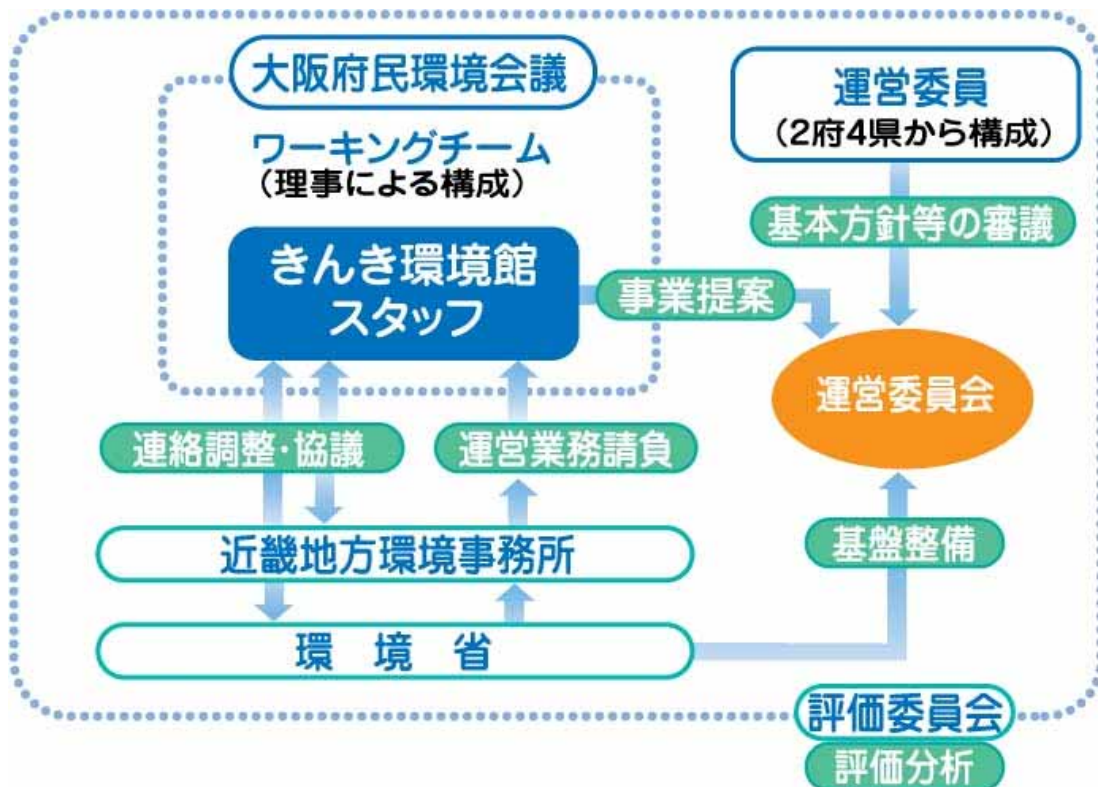 大阪府民環境会議
ワーキングチーム
（理事による構成）
きんき環境館
スタッフ
運営委員
（2府4県から構成）
基本方針等の審議
事業提案
運営委員会
連絡調整・協議
運営業務請負
近畿地方環境事務所
基盤整備
環 境 省
評価委員会
評価分析